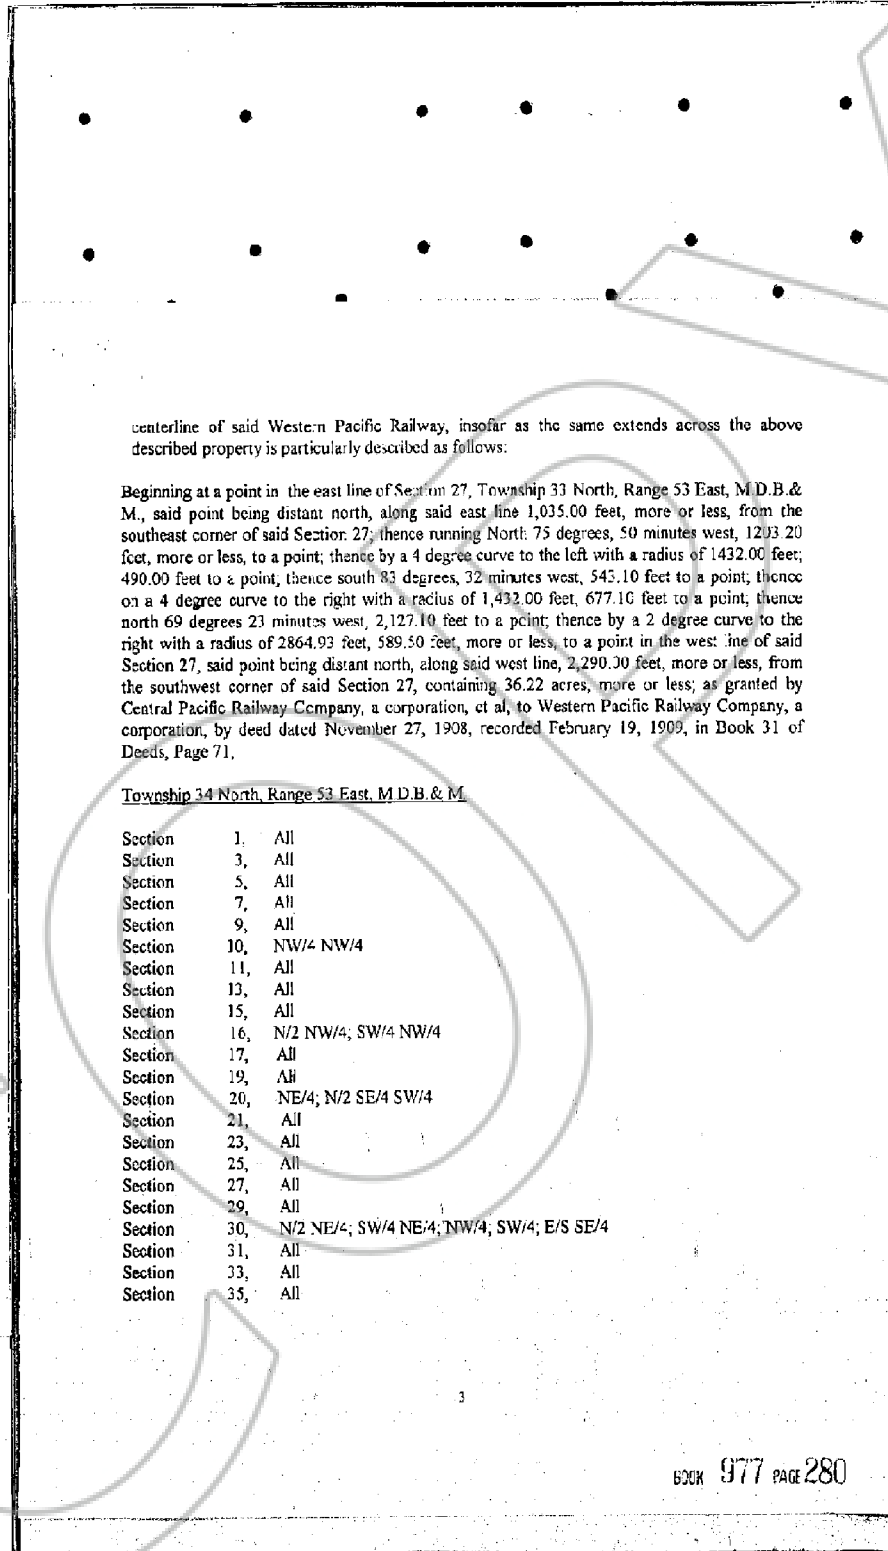 centerline of said Western Pacific Railway, insofar as the same extends across the above
described property is particularly described as follows:
Beginning at a point in the east line of Section 27, Township 33 North, Range 53 East, M.D.B.&
M., said point being distant north, along said east line 1,035.00 feet, more or less, from the
southeast corner of said Section 27; thence running North 75 degrees, 50 minutes west, 1203.20
feet, more or less, to a point; thence by a 4 degree curve to the left with a radius of 1432.00 feet;
490.00 feet to a point, thence south 83 degrees, 32 minutes west, 543.10 feet to a point; thence
on a 4 degree curve to the right with a radius of 1,432.00 feet, 677.10 feet to a point; thence
north 69 degrees 23 minutes west, 2,127.10 feet to a point; thence by a 2 degree curve to the
right with a radius of 2864.93 feet, 589.50 feet, more or less, to a point in the west line of said
Section 27, said point being distant north, along said west line, 2,290.00 feet, more or less, from
the southwest corner of said Section 27, containing 36.22 acres, more or less; as granted by
Central Pacific Railway Company, a corporation, et al, to Western Pacific Railway Company, a
corporation, by deed dated November 27, 1908, recorded February 19, 1909, in Book 31 of
Deeds, Page 71.
Township 34 North, Range 53 East, M.D.B.& M.
Section 1, All
Section 3, All
Section 5, All
Section 7, All
Section 9, All
Section 10, NW/4 NW/4
Section 11, All
Section 13, All
Section 15, All
Section 16, N/2 NW/4; SW/4 NW/4
Section 17, All
Section 19, All
Section 20, NE/4; N/2 SE/4 SW/4
Section 21, All
Section 23, All
Section 25, All
Section 27, All
Section 29, All
Section 30, N/2 NE/4; SW/4 NE/4; NW/4; SW/4; E/S SE/4
Section 31, All
Section 33, All
Section 35, All
3
BOOK 977 PAGE 280